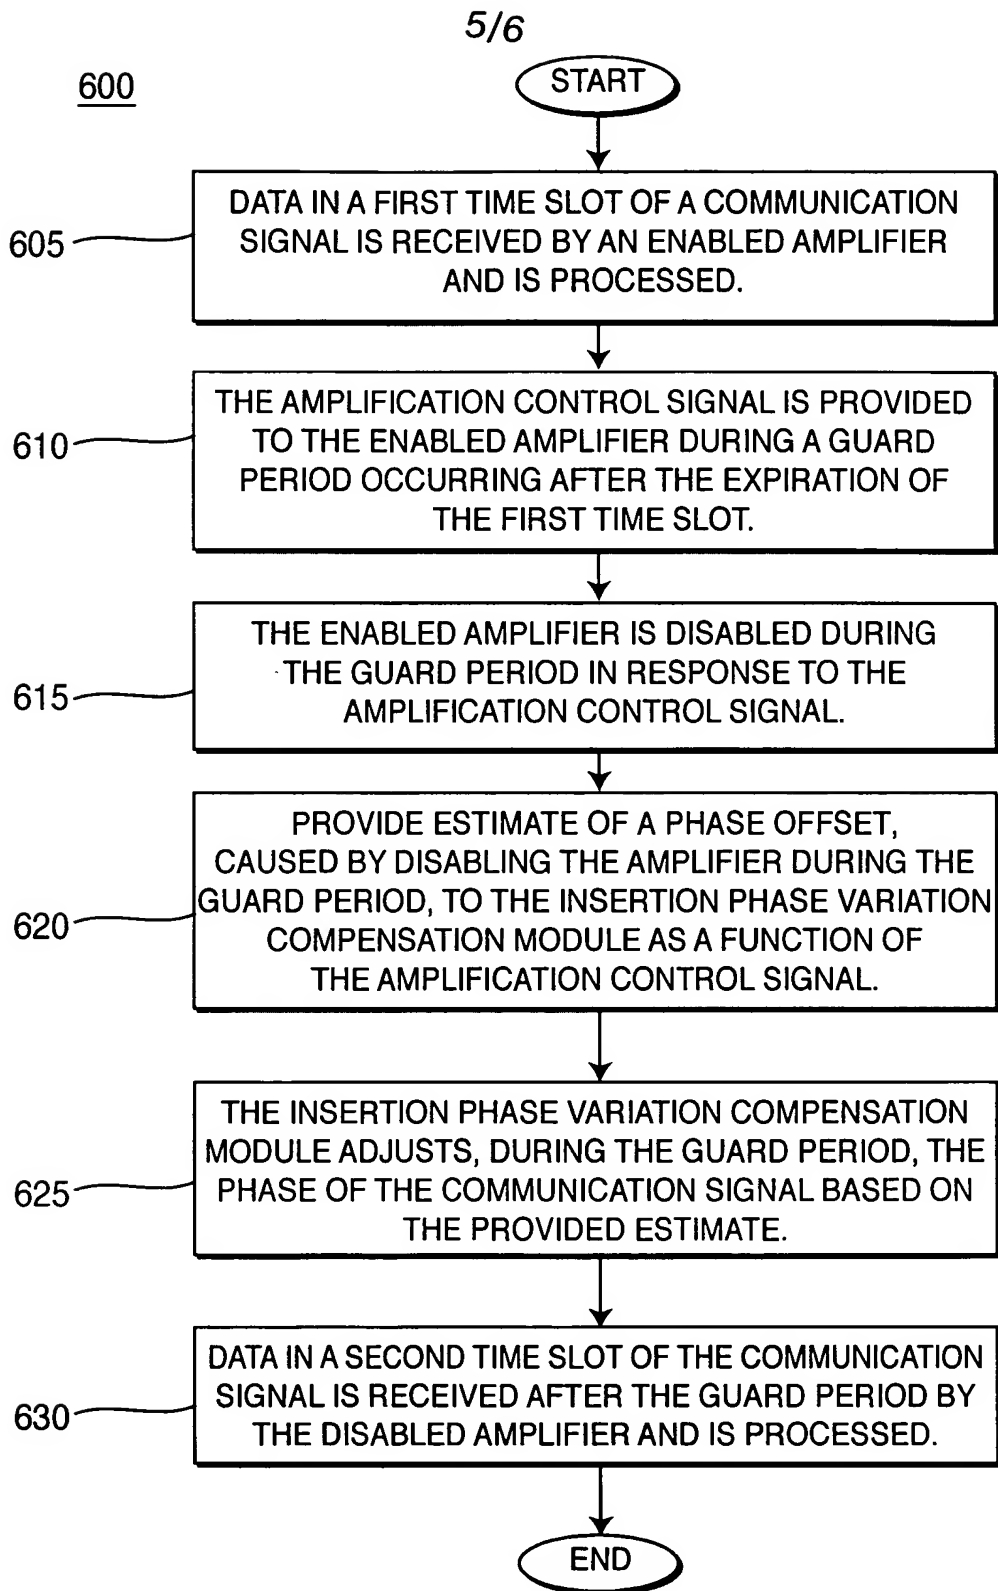 5/6
600
START
605
DATA IN A FIRST TIME SLOT OF A COMMUNICATION
SIGNAL IS RECEIVED BY AN ENABLED AMPLIFIER
AND IS PROCESSED.
610
THE AMPLIFICATION CONTROL SIGNAL IS PROVIDED
TO THE ENABLED AMPLIFIER DURING A GUARD
PERIOD OCCURRING AFTER THE EXPIRATION OF
THE FIRST TIME SLOT.
615
THE ENABLED AMPLIFIER IS DISABLED DURING
THE GUARD PERIOD IN RESPONSE TO THE
AMPLIFICATION CONTROL SIGNAL.
620
PROVIDE ESTIMATE OF A PHASE OFFSET,
CAUSED BY DISABLING THE AMPLIFIER DURING THE
GUARD PERIOD, TO THE INSERTION PHASE VARIATION
COMPENSATION MODULE AS A FUNCTION OF
THE AMPLIFICATION CONTROL SIGNAL.
625
THE INSERTION PHASE VARIATION COMPENSATION
MODULE ADJUSTS, DURING THE GUARD PERIOD, THE
PHASE OF THE COMMUNICATION SIGNAL BASED ON
THE PROVIDED ESTIMATE.
630
DATA IN A SECOND TIME SLOT OF THE COMMUNICATION
SIGNAL IS RECEIVED AFTER THE GUARD PERIOD BY
THE DISABLED AMPLIFIER AND IS PROCESSED.
END